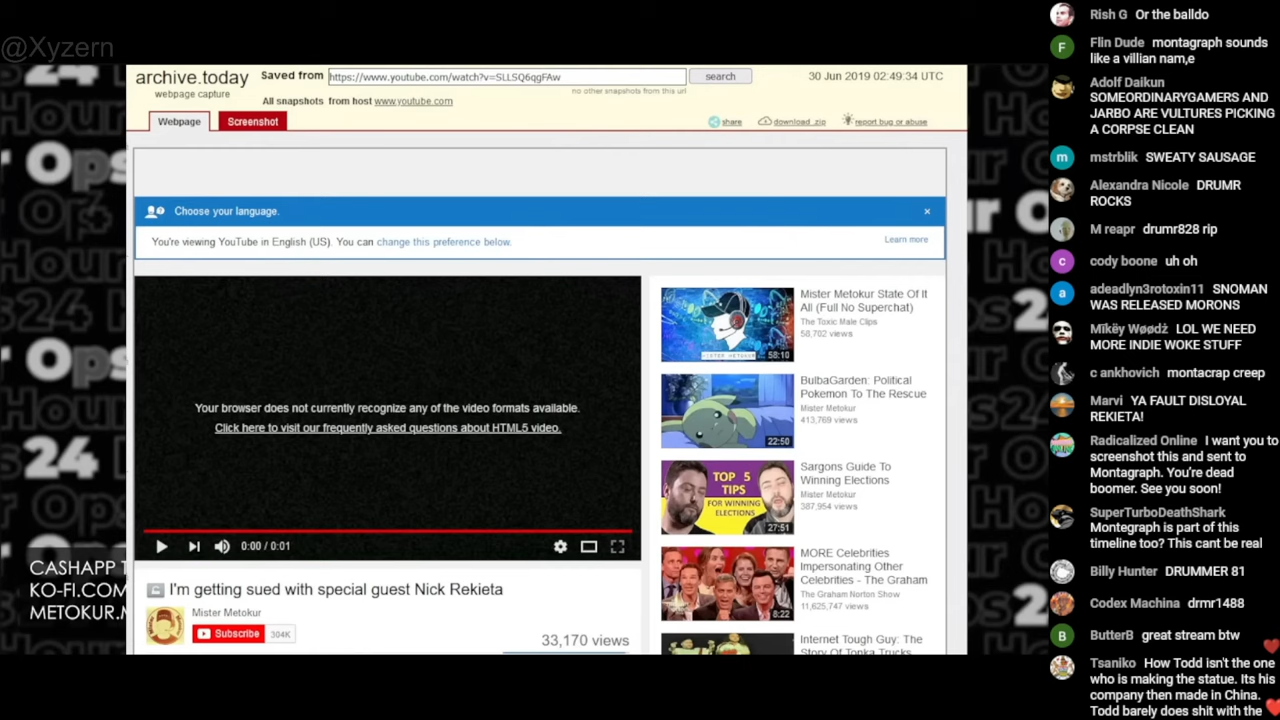 @Xyzern
archive.today
webpage capture
Saved from
https://www.youtube.com/watch?v=SLLSQ6qgFAw
search
30 Jun 2019 02:49:34 UTC
no other snapshots from this url
All snapshots from host www.youtube.com
Webpage
Screenshot
share
download .zip
report bug or abuse
Choose your language.
×
You're viewing YouTube in English (US). You can change this preference below.
Learn more
Your browser does not currently recognize any of the video formats available.
Click here to visit our frequently asked questions about HTML5 video.
0:00 / 0:01
I'm getting sued with special guest Nick Rekieta
Mister Metokur
Subscribe
304K
33,170 views
Mister Metokur State Of It
All (Full No Superchat)
The Toxic Male Clips
58,702 views
58:10
BulbaGarden: Political
Pokemon To The Rescue
Mister Metokur
413,769 views
22:50
Sargons Guide To
Winning Elections
Mister Metokur
387,954 views
TOP 5
TIPS
FOR WINNING
ELECTIONS
27:51
MORE Celebrities
Impersonating Other
Celebrities - The Graham
The Graham Norton Show
11,625,747 views
8:22
Internet Tough Guy: The
Story Of Tonka Trucks
CASHAPP
KO-FI.COM
METOKUR
Rish G Or the balldo
Flin Dude montagraph sounds
like a villian nam,e
Adolf Daikun
SOMEORDINARYGAMERS AND
JARBO ARE VULTERES PICKING
A CORPSE CLEAN
mstrblik SWEATY SAUSAGE
Alexandra Nicole DRUMR
ROCKS
M reapr drumr828 rip
cody boone uh oh
adeadlyn3rotoxin11 SNOMAN
WAS RELEASED MORONIS
Mikëy Wøødż LOL WE NEED
MORE INDIE WOKE STUFF
c ankhovich montacrap creep
Marvi YA FAULT DISLOYAL
REKIETA!
Radicalized Online I want you to
screenshot this and sent to
Montagraph. You're dead
boomer. See you soon!
SuperTurboDeathShark
Montegraph is part of this
timeline too? This cant be real
Billy Hunter DRUMMER 81
Odeus Machina drmr1488
BucerB great stream btw
Tsaniko How Todd isn't the one
who is making the statue. Its his
company then made in China.
Todd barely does shit with the